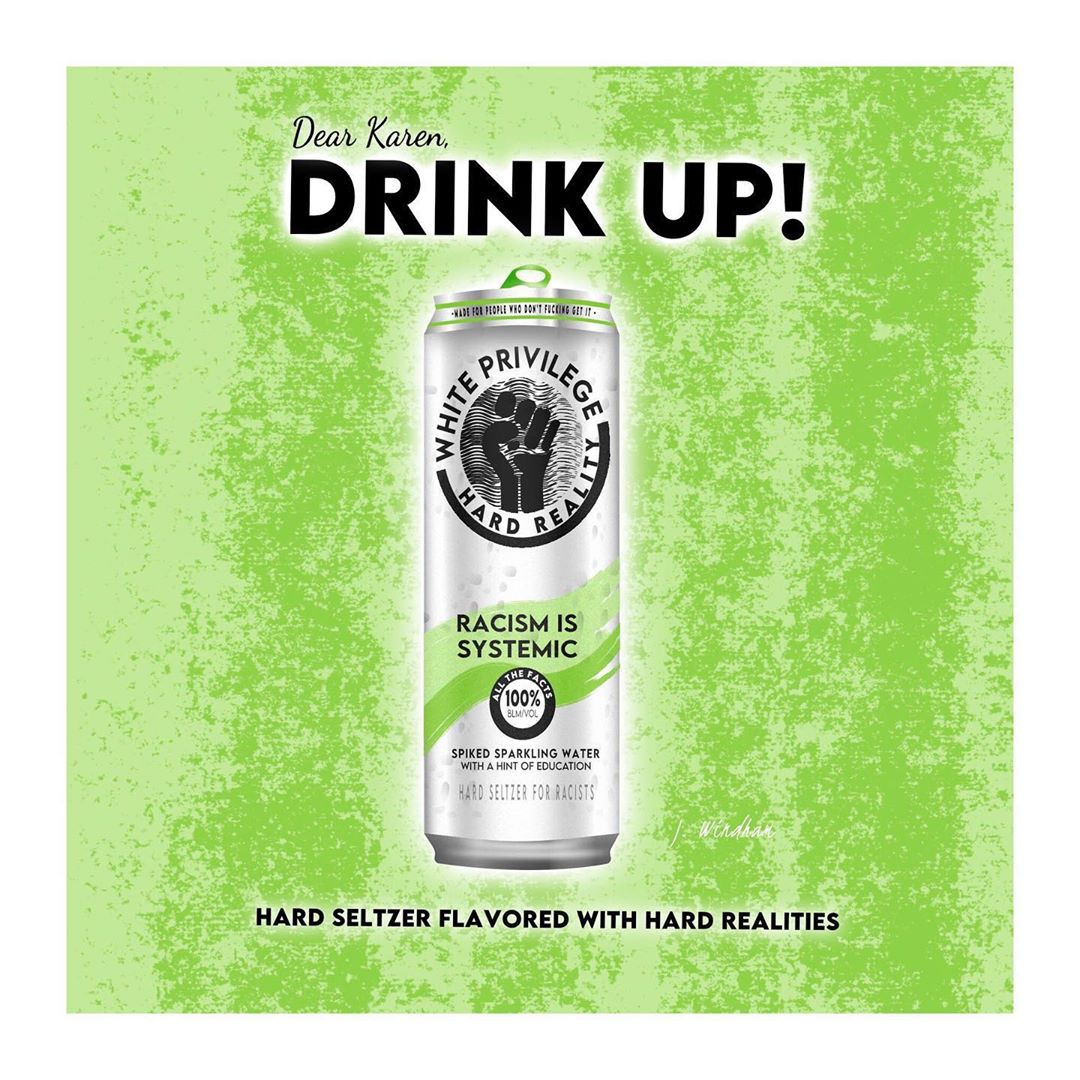 Dear Karen,
DRINK UP!
-MADE FOR PEOPLE WHO DON'T FUCKING GET IT -
WHITE PRIVILEGE
HARD REALITY
RACISM IS
SYSTEMIC
ALL THE FACTS
100%
BLM/VOL
SPIKED SPARKLING WATER
WITH A HINT OF EDUCATION
HARD SELTZER FOR RACISTS
J. Windham
HARD SELTZER FLAVORED WITH HARD REALITIES